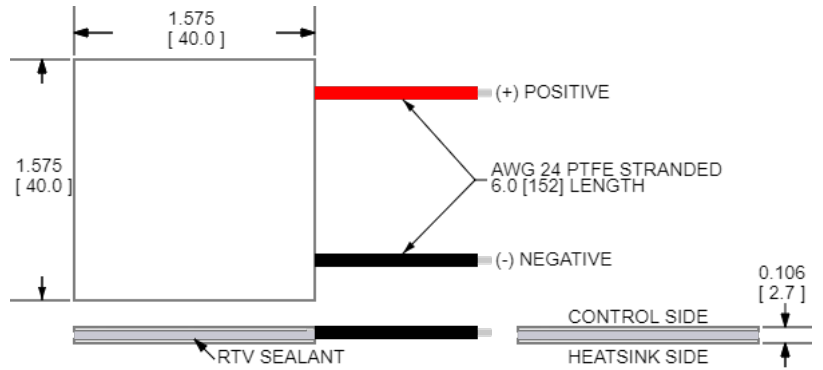 1.575
[ 40.0 ]
(+) POSITIVE
1.575
[ 40.0 ]
AWG 24 PTFE STRANDED
6.0 [152] LENGTH
(-) NEGATIVE
0.106
[ 2.7 ]
CONTROL SIDE
RTV SEALANT
HEATSINK SIDE